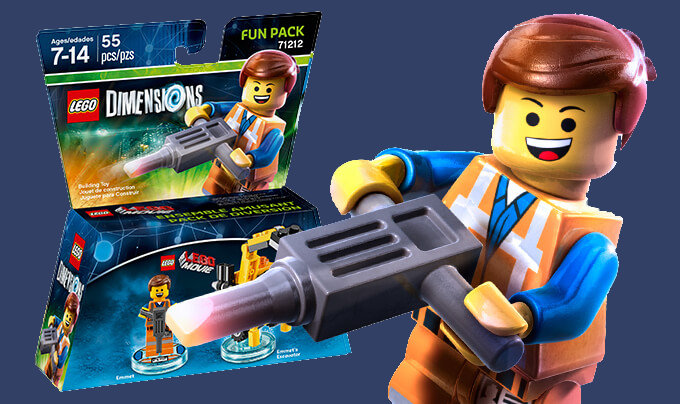 Ages/edades
7-14
55
pcs/pzs
FUN PACK
71212
LEGO DIMENSIONS
Building Toy
Jouet de construction
Juguete para Construir
LEGO THE LEGO MOVIE
ENSEMBLE AMUSANT
PACK DE DIVERSIÓN
LEGO DIMENSIONS
LEGO THE LEGO MOVIE
Emmet
Emmet's
Excavator